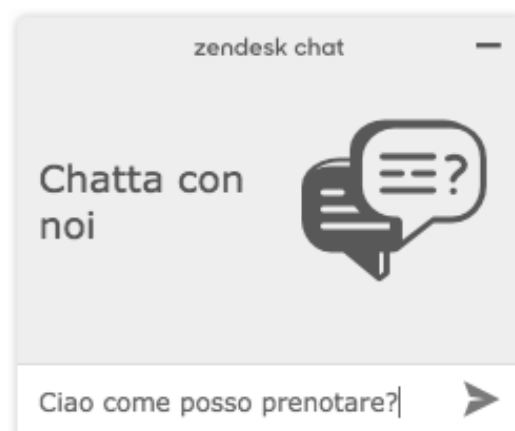 zendesk chat
Chatta con
noi
?
Ciao come posso prenotare?